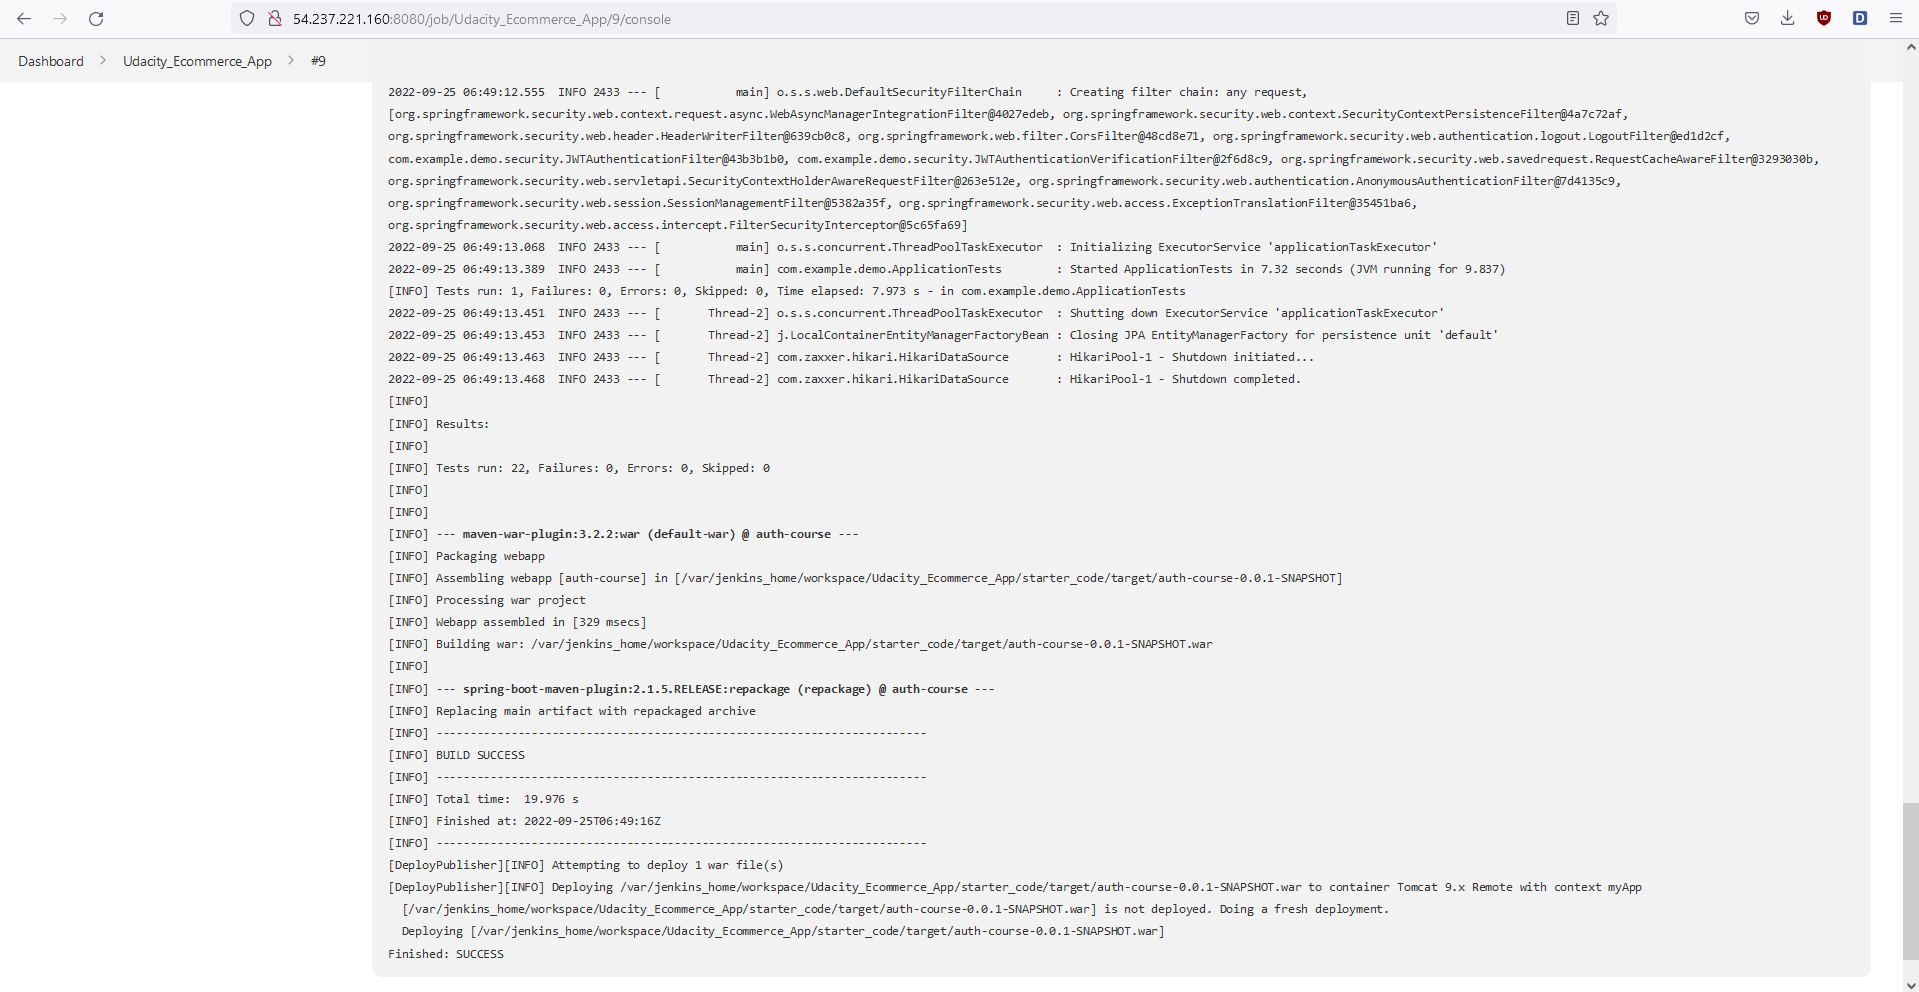 54.237.221.160:8080/job/Udacity_Ecommerce_App/9/console
Dashboard > Udacity_Ecommerce_App > #9
2022-09-25 06:49:12.555  INFO 2433 --- [           main] o.s.s.web.DefaultSecurityFilterChain     : Creating filter chain: any request,
[org.springframework.security.web.context.request.async.WebAsyncManagerIntegrationFilter@4027edeb, org.springframework.security.web.context.SecurityContextPersistenceFilter@4a7c72af,
org.springframework.security.web.header.HeaderWriterFilter@639cb0c8, org.springframework.web.filter.CorsFilter@48cd8e71, org.springframework.security.web.authentication.logout.LogoutFilter@ed1d2cf,
com.example.demo.security.JWTAuthenticationFilter@43b3b1b0, com.example.demo.security.JWTAuthenticationVerificationFilter@2f6d8c9, org.springframework.security.web.savedrequest.RequestCacheAwareFilter@3293030b,
org.springframework.security.web.servletapi.SecurityContextHolderAwareRequestFilter@263e512e, org.springframework.security.web.authentication.AnonymousAuthenticationFilter@7d4135c9,
org.springframework.security.web.session.SessionManagementFilter@5382a35f, org.springframework.security.web.access.ExceptionTranslationFilter@35451ba6,
org.springframework.security.web.access.intercept.FilterSecurityInterceptor@5c65fa69]
2022-09-25 06:49:13.068  INFO 2433 --- [           main] o.s.s.concurrent.ThreadPoolTaskExecutor  : Initializing ExecutorService 'applicationTaskExecutor'
2022-09-25 06:49:13.389  INFO 2433 --- [           main] com.example.demo.ApplicationTests        : Started ApplicationTests in 7.32 seconds (JVM running for 9.837)
[INFO] Tests run: 1, Failures: 0, Errors: 0, Skipped: 0, Time elapsed: 7.973 s - in com.example.demo.ApplicationTests
2022-09-25 06:49:13.451  INFO 2433 --- [       Thread-2] o.s.s.concurrent.ThreadPoolTaskExecutor  : Shutting down ExecutorService 'applicationTaskExecutor'
2022-09-25 06:49:13.453  INFO 2433 --- [       Thread-2] j.LocalContainerEntityManagerFactoryBean : Closing JPA EntityManagerFactory for persistence unit 'default'
2022-09-25 06:49:13.463  INFO 2433 --- [       Thread-2] com.zaxxer.hikari.HikariDataSource       : HikariPool-1 - Shutdown initiated...
2022-09-25 06:49:13.468  INFO 2433 --- [       Thread-2] com.zaxxer.hikari.HikariDataSource       : HikariPool-1 - Shutdown completed.
[INFO]
[INFO] Results:
[INFO]
[INFO] Tests run: 22, Failures: 0, Errors: 0, Skipped: 0
[INFO]
[INFO]
[INFO] --- maven-war-plugin:3.2.2:war (default-war) @ auth-course ---
[INFO] Packaging webapp
[INFO] Assembling webapp [auth-course] in [/var/jenkins_home/workspace/Udacity_Ecommerce_App/starter_code/target/auth-course-0.0.1-SNAPSHOT]
[INFO] Processing war project
[INFO] Webapp assembled in [329 msecs]
[INFO] Building war: /var/jenkins_home/workspace/Udacity_Ecommerce_App/starter_code/target/auth-course-0.0.1-SNAPSHOT.war
[INFO]
[INFO] --- spring-boot-maven-plugin:2.1.5.RELEASE:repackage (repackage) @ auth-course ---
[INFO] Replacing main artifact with repackaged archive
[INFO] ------------------------------------------------------------------------
[INFO] BUILD SUCCESS
[INFO] ------------------------------------------------------------------------
[INFO] Total time:  19.976 s
[INFO] Finished at: 2022-09-25T06:49:16Z
[INFO] ------------------------------------------------------------------------
[DeployPublisher][INFO] Attempting to deploy 1 war file(s)
[DeployPublisher][INFO] Deploying /var/jenkins_home/workspace/Udacity_Ecommerce_App/starter_code/target/auth-course-0.0.1-SNAPSHOT.war to container Tomcat 9.x Remote with context myApp
  [/var/jenkins_home/workspace/Udacity_Ecommerce_App/starter_code/target/auth-course-0.0.1-SNAPSHOT.war] is not deployed. Doing a fresh deployment.
  Deploying [/var/jenkins_home/workspace/Udacity_Ecommerce_App/starter_code/target/auth-course-0.0.1-SNAPSHOT.war]
Finished: SUCCESS